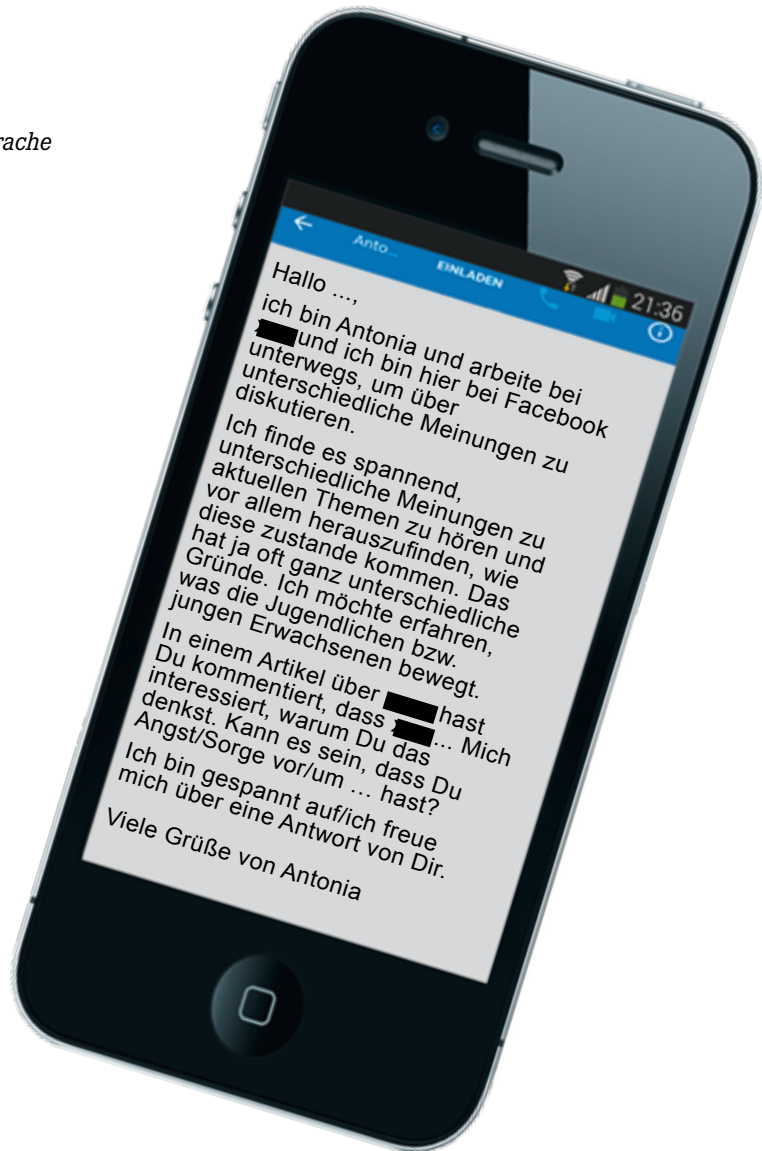 rache
21:36
Anto...
EINLADEN
Hallo ...,
ich bin Antonia und arbeite bei
und ich bin hier bei Facebook
unterwegs, um über
unterschiedliche Meinungen zu
diskutieren.
Ich finde es spannend,
unterschiedliche Meinungen zu
aktuellen Themen zu hören und
vor allem herauszufinden, wie
diese zustande kommen. Das
hat ja oft ganz unterschiedliche
Gründe. Ich möchte erfahren,
was die Jugendlichen bzw.
jungen Erwachsenen bewegt.
In einem Artikel über hast
Du kommentiert, dass ... Mich
interessiert, warum Du das
denkst. Kann es sein, dass Du
Angst/Sorge vor/um ... hast?
Ich bin gespannt auf/ich freue
mich über eine Antwort von Dir.
Viele Grüße von Antonia